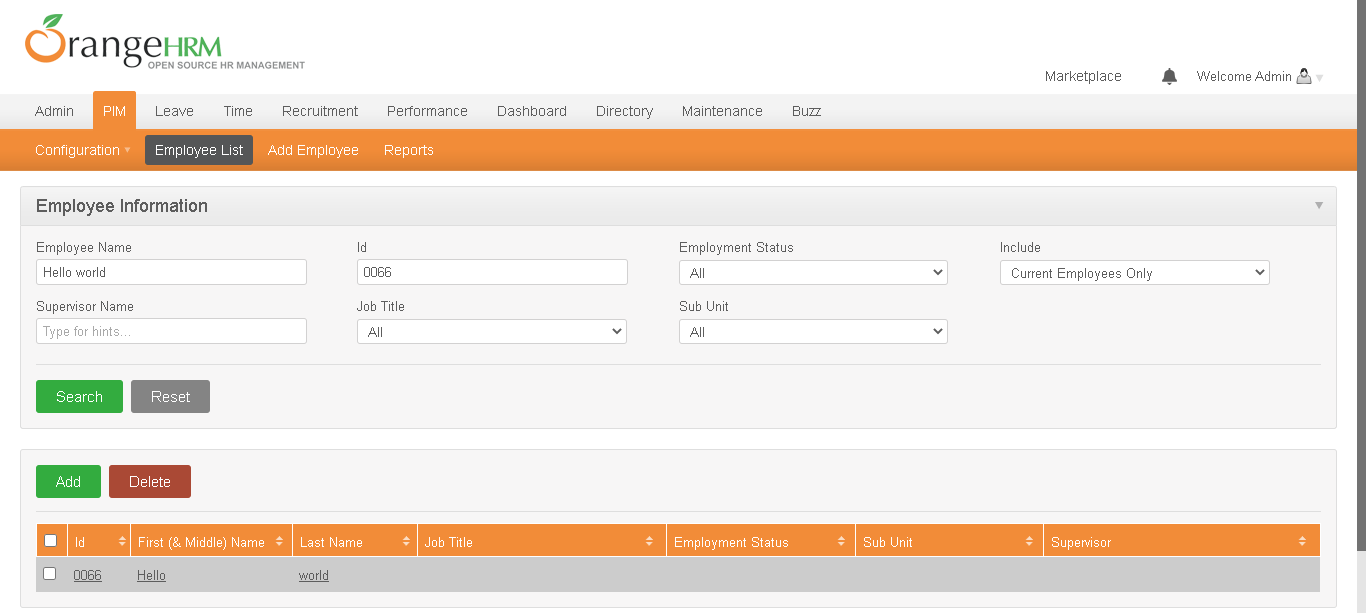 OrangeHRM
OPEN SOURCE HR MANAGEMENT
Marketplace Welcome Admin
Admin PIM Leave Time Recruitment Performance Dashboard Directory Maintenance Buzz
Configuration Employee List Add Employee Reports
Employee Information
Employee Name Id Employment Status Include
Hello world 0066 All Current Employees Only
Supervisor Name Job Title Sub Unit
Type for hints... All All
Search Reset
Add Delete
Id First (& Middle) Name Last Name Job Title Employment Status Sub Unit Supervisor
0066 Hello world